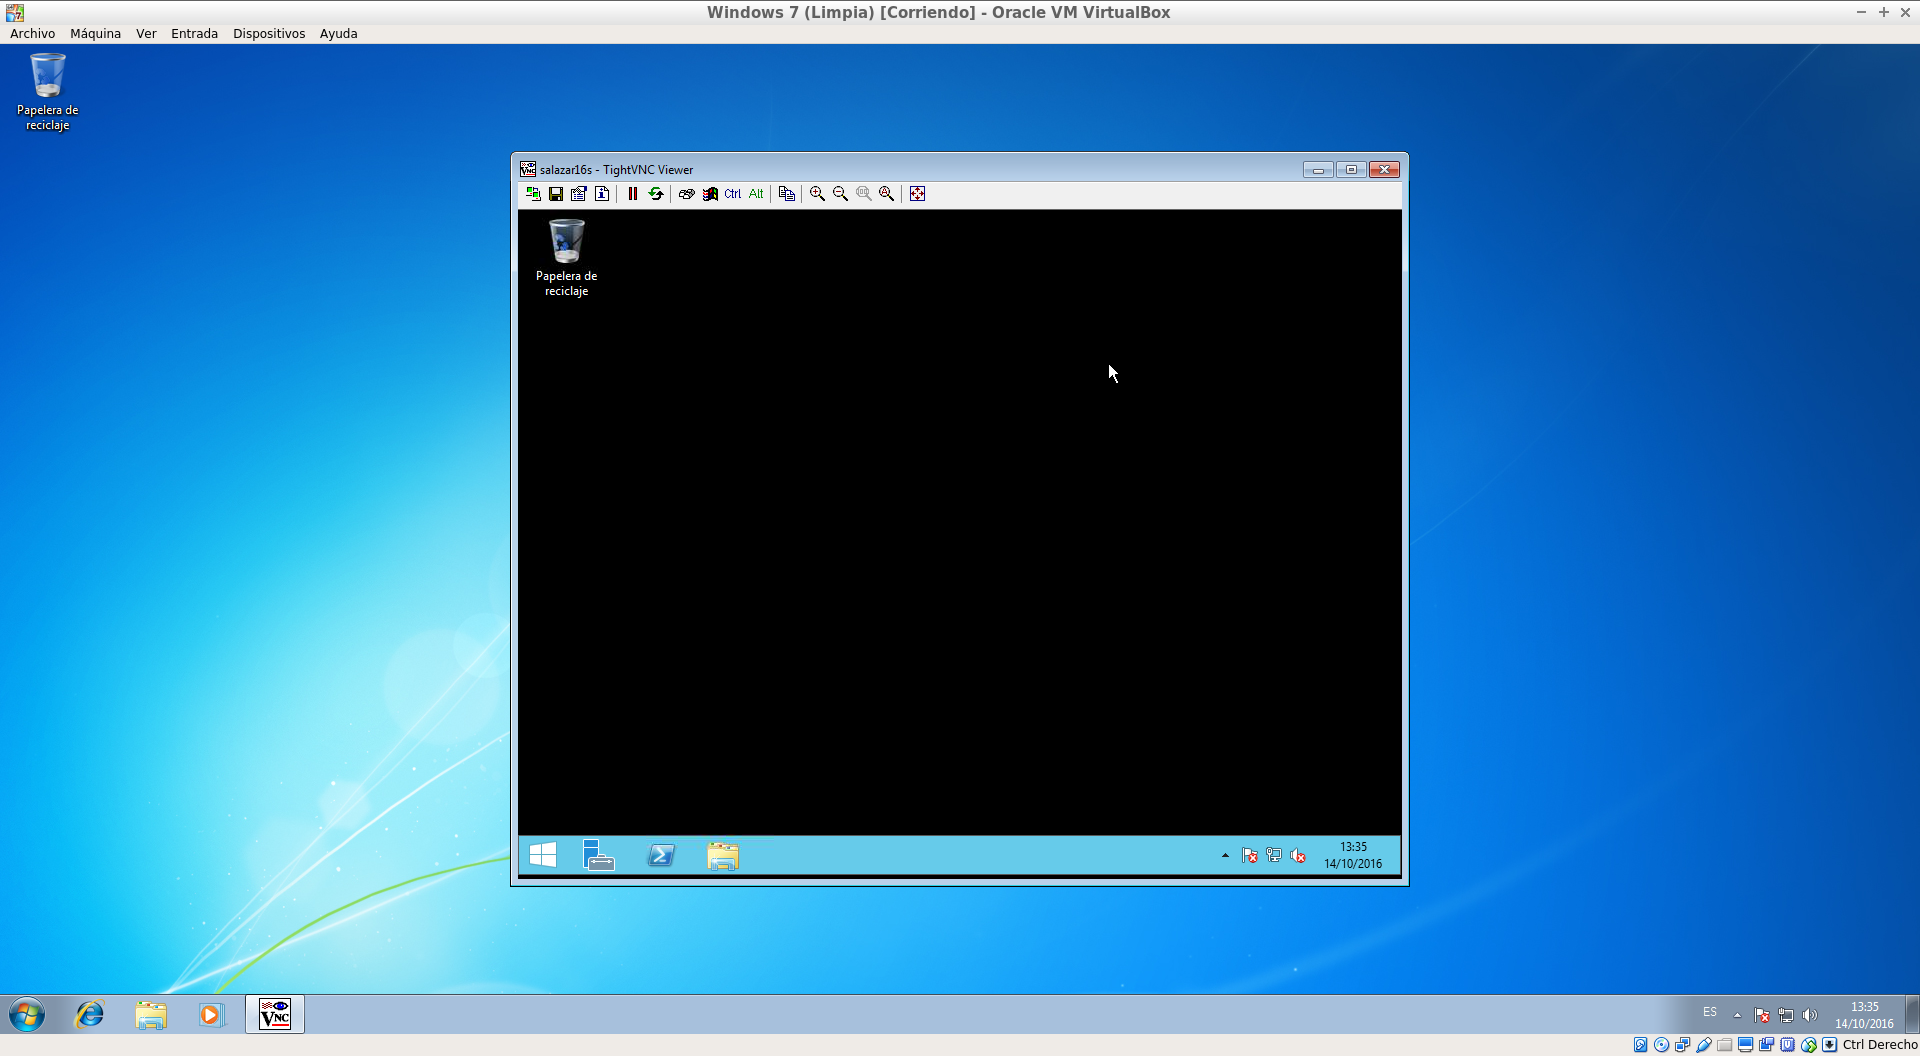 Windows 7 (Limpia) [Corriendo] - Oracle VM VirtualBox
Archivo Máquina Ver Entrada Dispositivos Ayuda
Papelera de
reciclaje
salazar16s - TightVNC Viewer
Ctrl Alt
Papelera de
reciclaje
13:35
14/10/2016
VNC
ES
13:35
14/10/2016
Ctrl Derecho